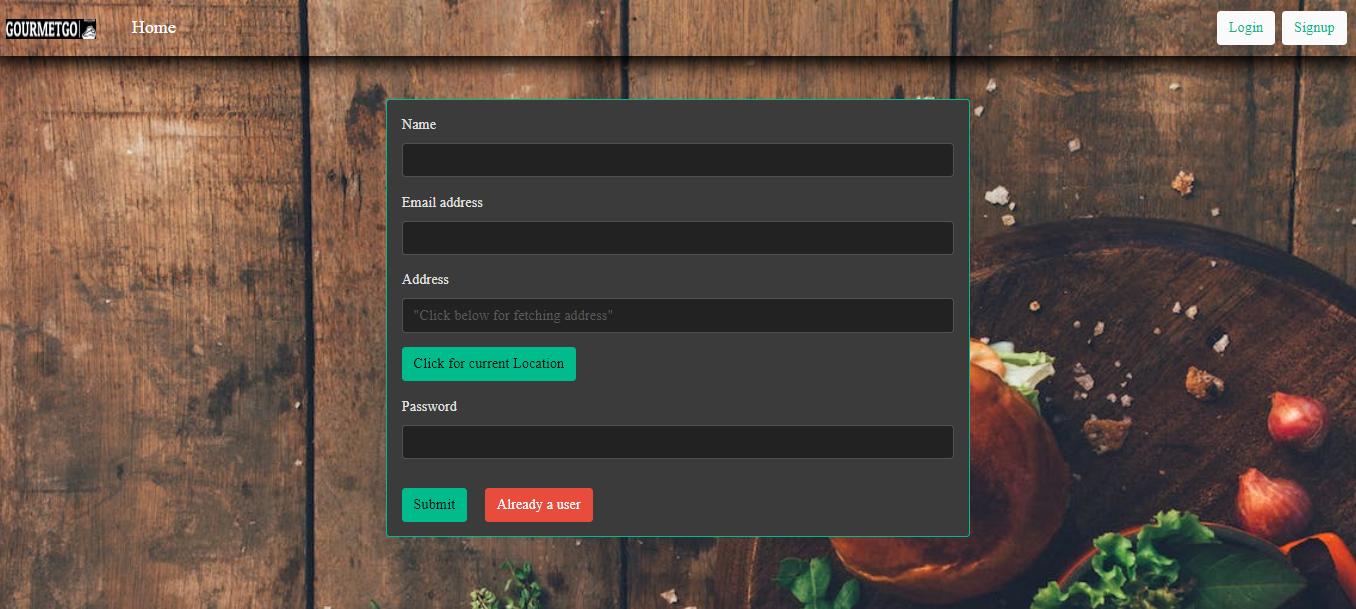 GOURMETGO
Home
Login
Signup
Name
Email address
Address
"Click below for fetching address"
Click for current Location
Password
Submit
Already a user